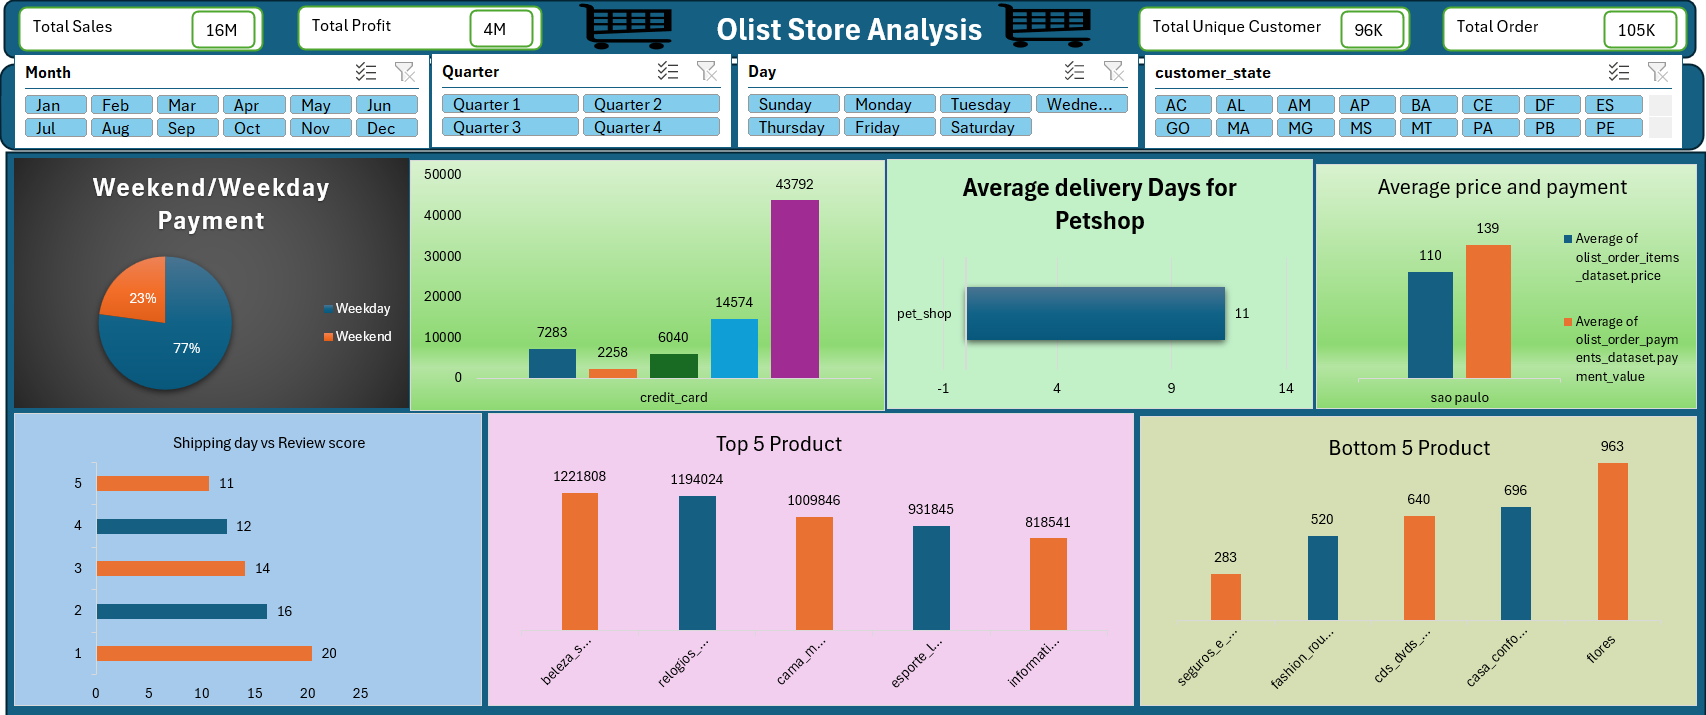 Total Sales
16M
Total Profit
4M
Olist Store Analysis
Total Unique Customer
96K
Total Order
105K
Month
Jan Feb Mar Apr May Jun
Jul Aug Sep Oct Nov Dec
Quarter
Quarter 1 Quarter 2
Quarter 3 Quarter 4
Day
Sunday Monday Tuesday Wedne...
Thursday Friday Saturday
customer_state
AC AL AM AP BA CE DF ES
GO MA MG MS MT PA PB PE
Weekend/Weekday
Payment
23%
77%
Weekday
Weekend
50000
40000
30000
20000
10000
0
7283
2258
6040
14574
43792
credit_card
Average delivery Days for
Petshop
pet_shop
11
-1 4 9 14
Average price and payment
110
139
sao paulo
Average of
olist_order_items
_dataset.price
Average of
olist_order_paym
ents_dataset.pay
ment_value
Shipping day vs Review score
5 11
4 12
3 14
2 16
1 20
0 5 10 15 20 25
Top 5 Product
1221808
1194024
1009846
931845
818541
beleza_s...
relogios_...
cama_m...
esporte_l...
informati...
Bottom 5 Product
283
520
640
696
963
seguros_e_...
fashion_rou...
cds_dvds_...
casa_confo...
flores